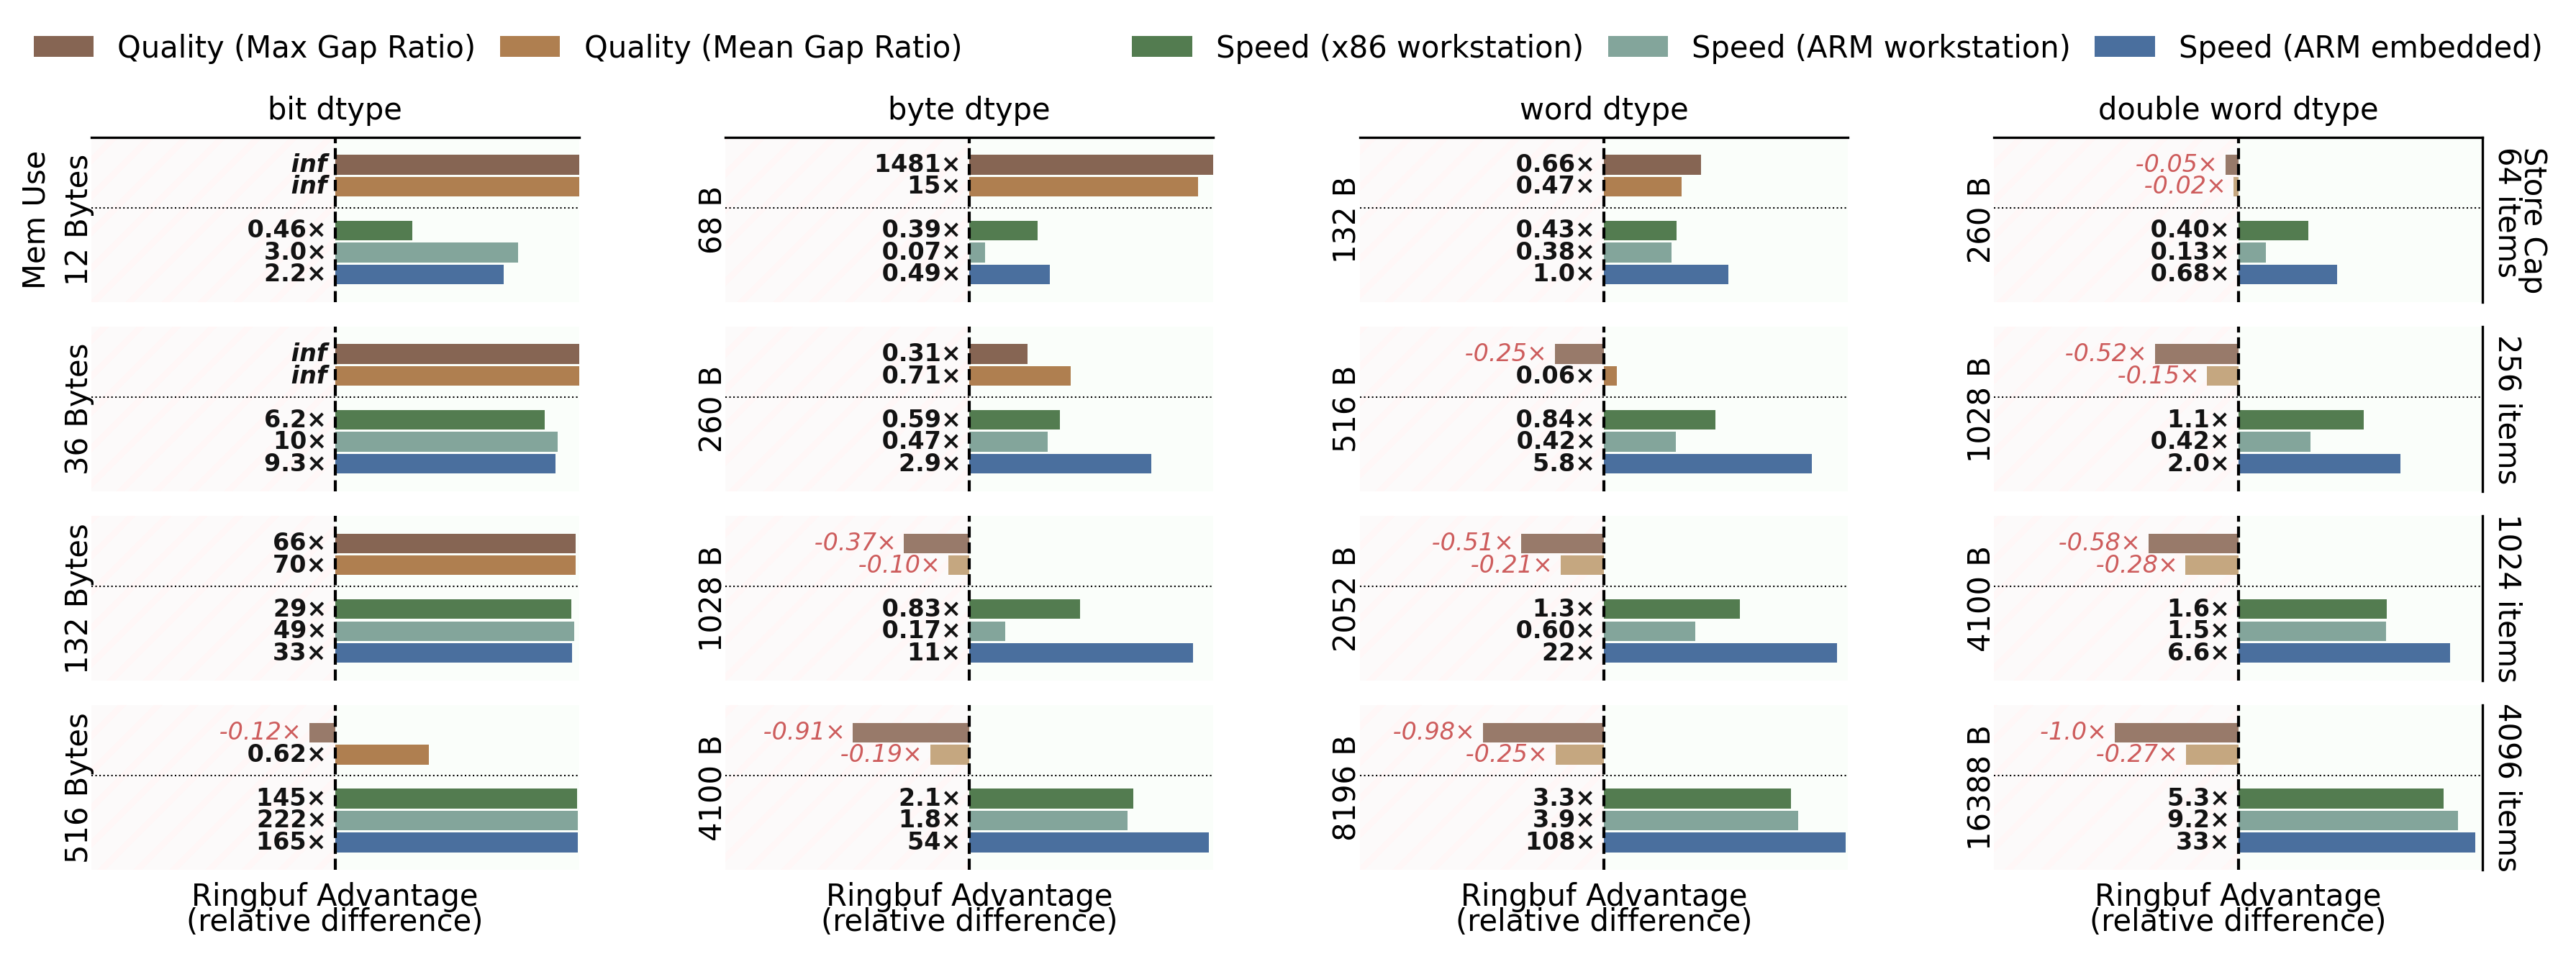 Quality (Max Gap Ratio) Quality (Mean Gap Ratio) Speed (x86 workstation) Speed (ARM workstation) Speed (ARM embedded)
bit dtype byte dtype word dtype double word dtype
Mem Use
12 Bytes
inf
inf
0.46×
3.0×
2.2×
68 B
1481×
15×
0.39×
0.07×
0.49×
132 B
0.66×
0.47×
0.43×
0.38×
1.0×
260 B
-0.05×
-0.02×
0.40×
0.13×
0.68×
Store Cap
64 items
36 Bytes
inf
inf
6.2×
10×
9.3×
260 B
0.31×
0.71×
0.59×
0.47×
2.9×
516 B
-0.25×
0.06×
0.84×
0.42×
5.8×
1028 B
-0.52×
-0.15×
1.1×
0.42×
2.0×
256 items
132 Bytes
66×
70×
29×
49×
33×
1028 B
-0.37×
-0.10×
0.83×
0.17×
11×
2052 B
-0.51×
-0.21×
1.3×
0.60×
22×
4100 B
-0.58×
-0.28×
1.6×
1.5×
6.6×
1024 items
516 Bytes
-0.12×
0.62×
145×
222×
165×
4100 B
-0.91×
-0.19×
2.1×
1.8×
54×
8196 B
-0.98×
-0.25×
3.3×
3.9×
108×
16388 B
-1.0×
-0.27×
5.3×
9.2×
33×
4096 items
Ringbuf Advantage
(relative difference)
Ringbuf Advantage
(relative difference)
Ringbuf Advantage
(relative difference)
Ringbuf Advantage
(relative difference)